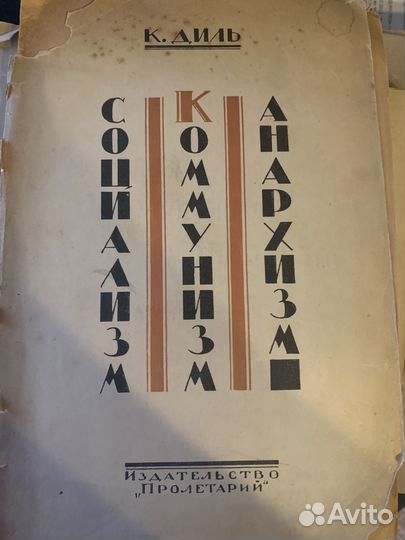 К. ДИЛЬ
СОЦИАЛИЗМ
КОММУНИЗМ
АНАРХИЗМ
ИЗДАТЕЛЬСТВО
„ПРОЛЕТАРИЙ"
Avito